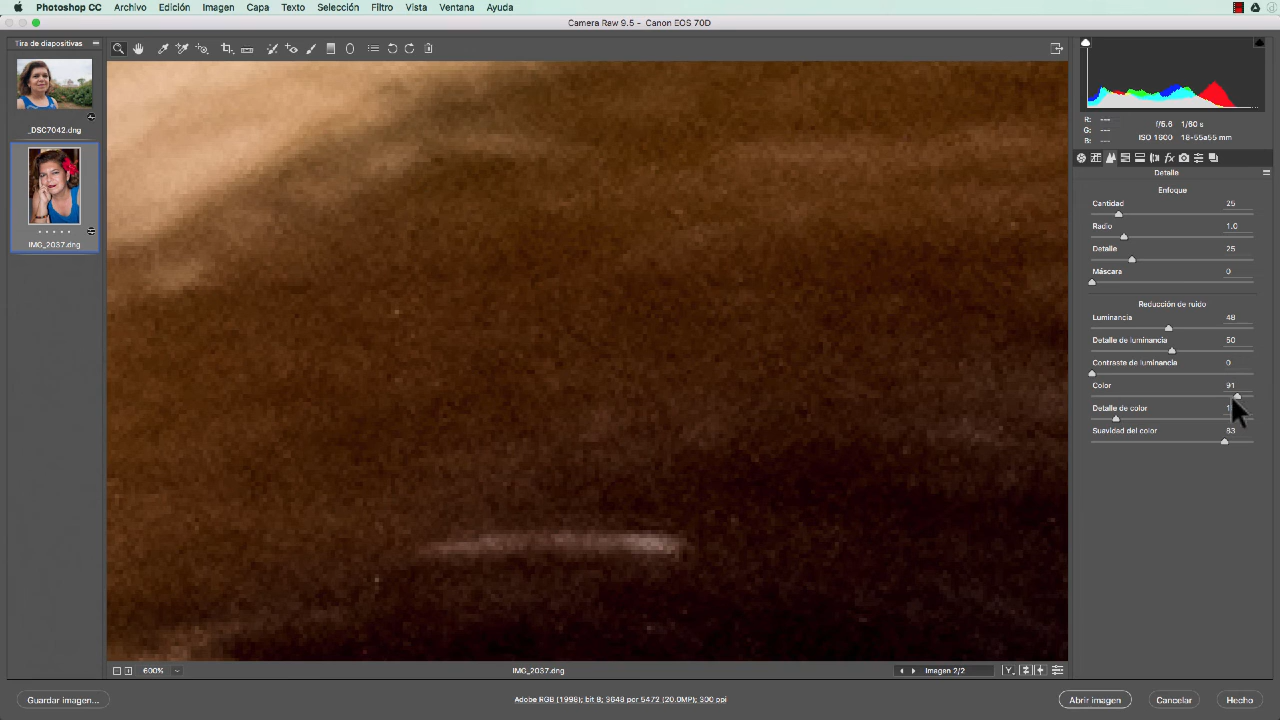 Photoshop CC Archivo Edición Imagen Capa Texto Selección Filtro Vista Ventana Ayuda
Camera Raw 9.5 - Canon EOS 70D
Tira de diapositivas
_DSC7042.dng
IMG_2037.dng
R: ---
G: ---
B: ---
f/5.6 1/60 s
ISO 1600 18-55a55 mm
Detalle
Enfoque
Cantidad 25
Radio 1.0
Detalle 25
Máscara 0
Reducción de ruido
Luminancia 48
Detalle de luminancia 50
Contraste de luminancia 0
Color 91
Detalle de color
Suavidad del color 83
600%
IMG_2037.dng
Imagen 2/2
Guardar imagen...
Adobe RGB (1998); bit 8; 3648 por 5472 (20.0MP); 300 ppi
Abrir imagen
Cancelar
Hecho